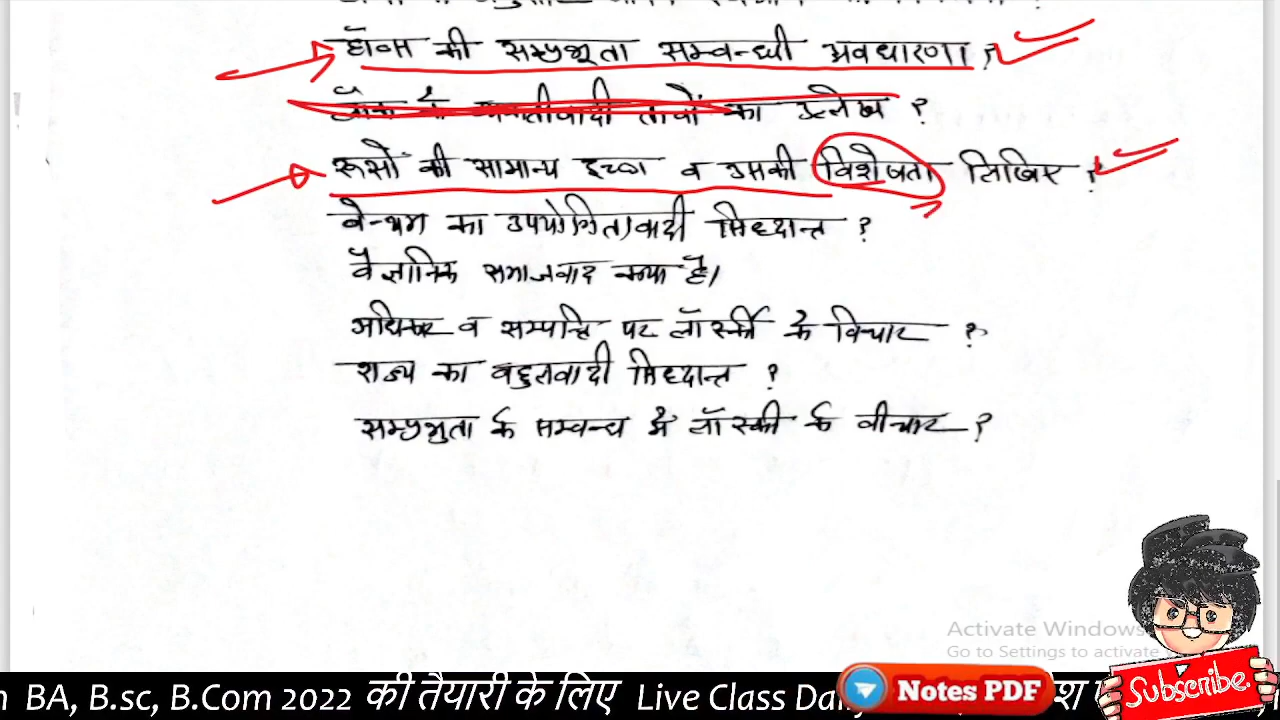 हॉब्स की सम्प्रभूता सम्बन्धी अवधारणा ?
का उल्लेख ?
रूसों की सामान्य इच्छा व उसकी विशेषता लिखिए ?
बेन्थम का उपयोगितावादी सिध्दान्त ?
वैज्ञानिक समाजवाद क्या है।
व सम्पत्ति पर लॉस्की के विचार ?
राज्य का बहुलवादी सिध्दान्त ?
सम्प्रभुता के सम्बन्ध में लॉस्की के वीचार ?
Activate Windows
Go to Settings to activate
BA, B.sc, B.Com 2022 की तैयारी के लिए Live Class
Notes PDF
Subscribe.